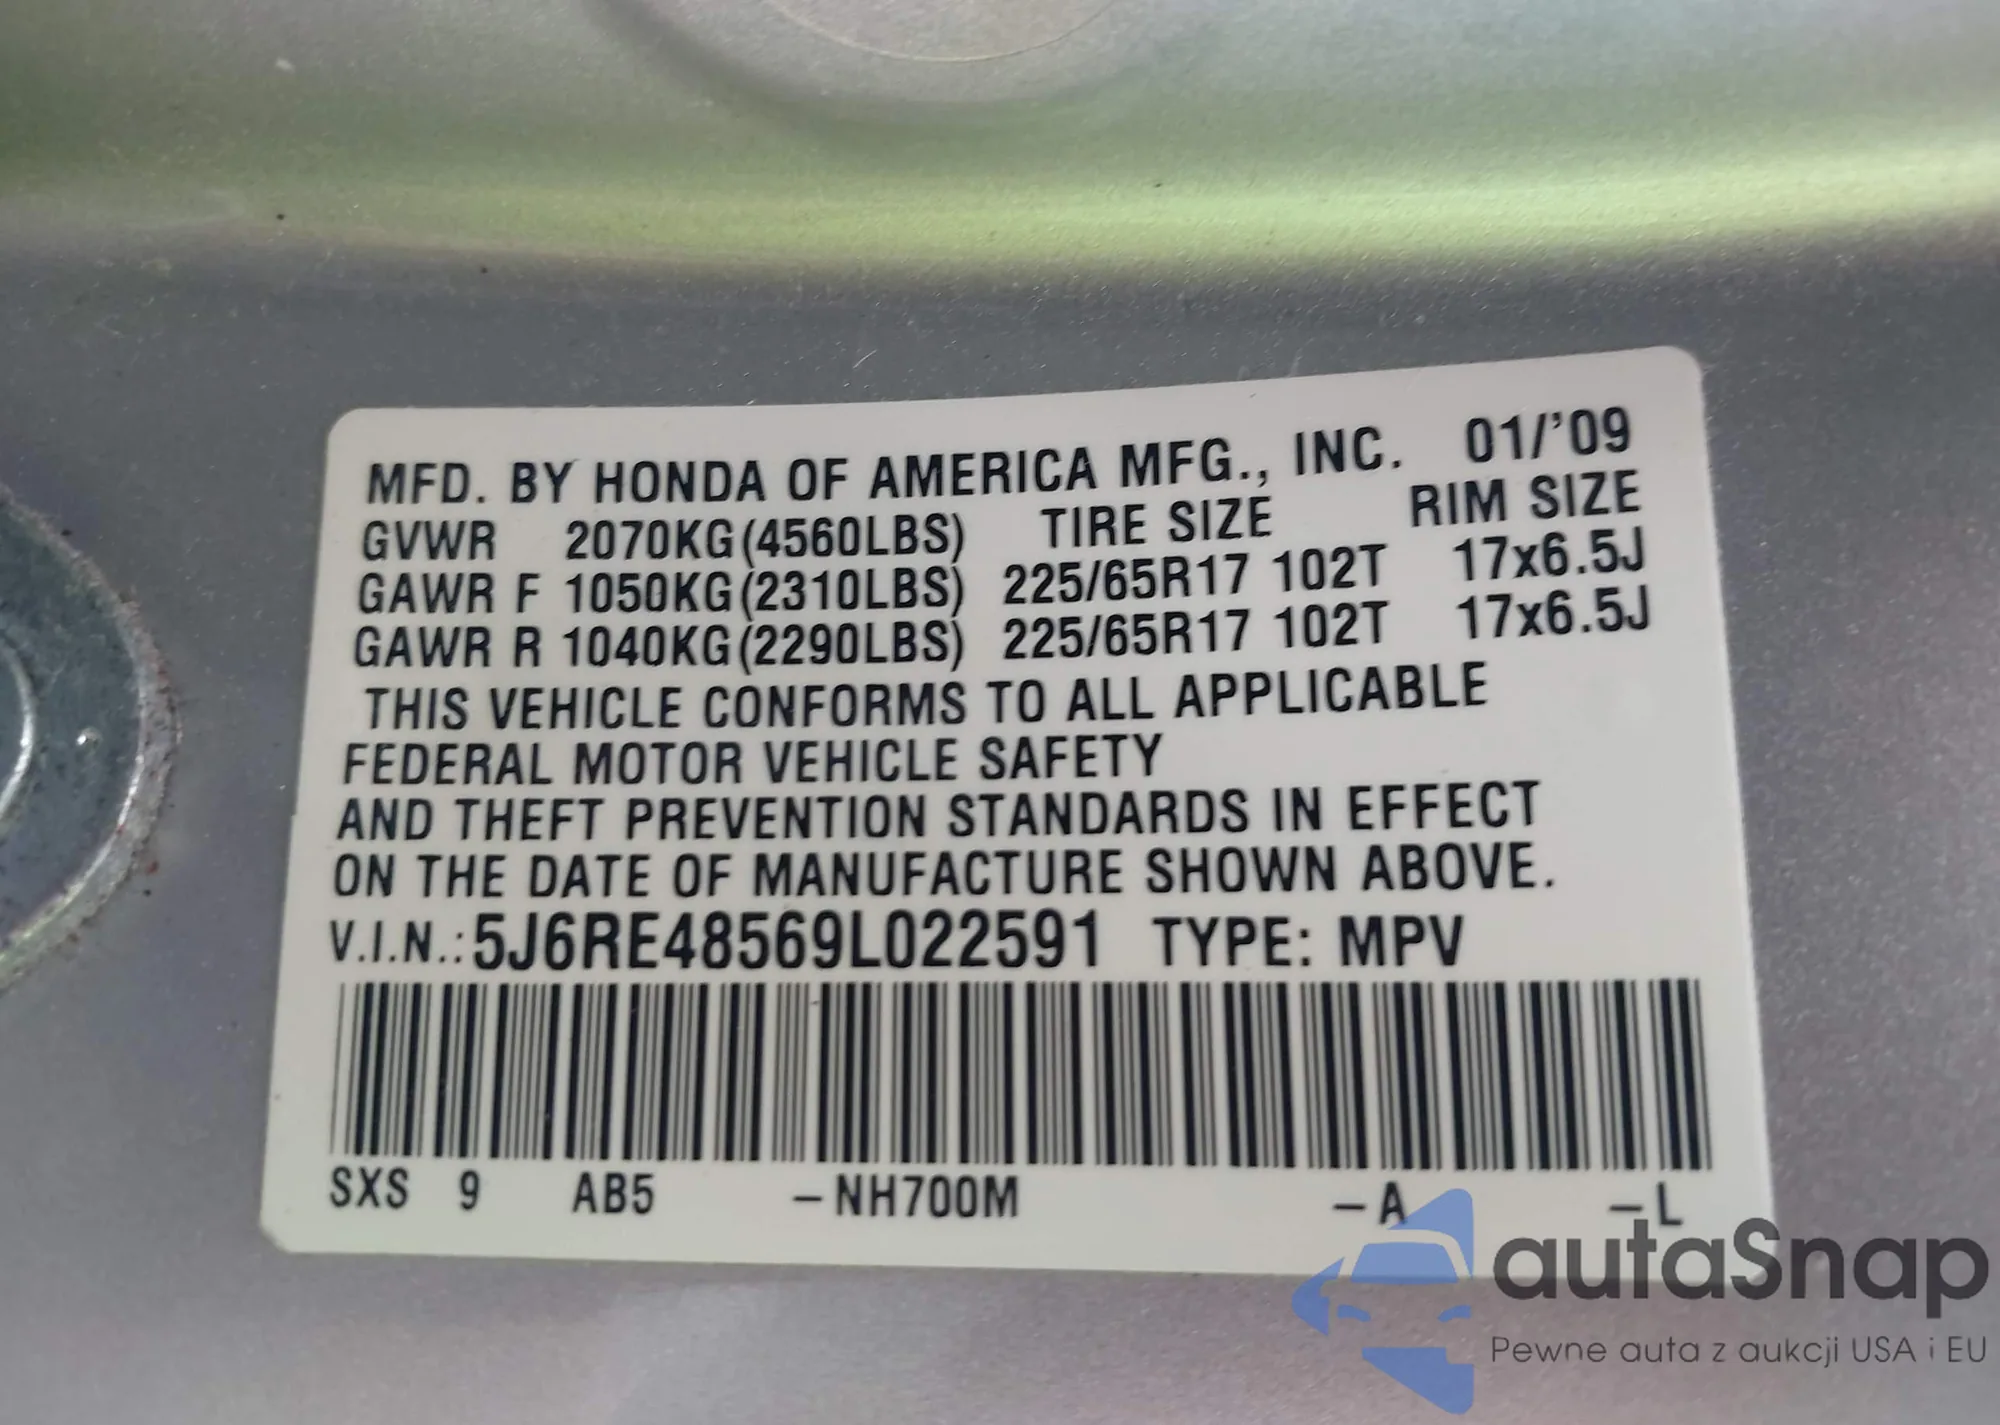 MFD. BY HONDA OF AMERICA MFG., INC. 01/'09
GVWR 2070KG(4560LBS) TIRE SIZE RIM SIZE
GAWR F 1050KG(2310LBS) 225/65R17 102T 17x6.5J
GAWR R 1040KG(2290LBS) 225/65R17 102T 17x6.5J
THIS VEHICLE CONFORMS TO ALL APPLICABLE
FEDERAL MOTOR VEHICLE SAFETY
AND THEFT PREVENTION STANDARDS IN EFFECT
ON THE DATE OF MANUFACTURE SHOWN ABOVE.
V.I.N.: 5J6RE48569L022591 TYPE: MPV
SXS 9 AB5 –NH700M –A –L
autaSnap
Pewne auta z aukcji USA i EU